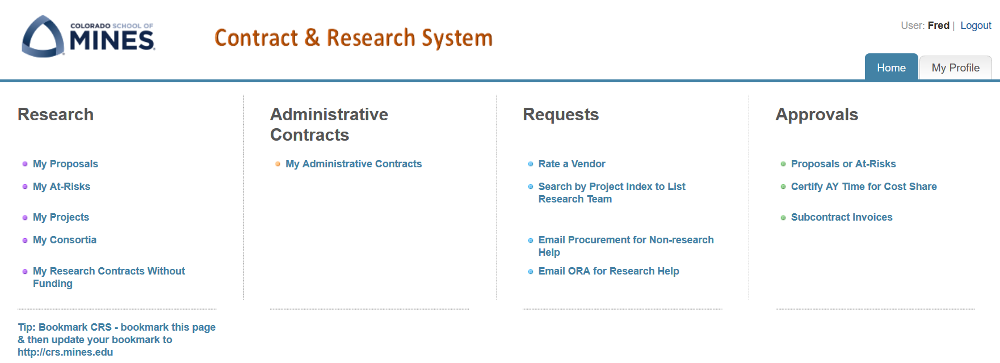 COLORADO SCHOOL OF
MINES
Contract & Research System
User: Fred | Logout
Home
My Profile
Research
My Proposals
My At-Risks
My Projects
My Consortia
My Research Contracts Without
Funding
Tip: Bookmark CRS - bookmark this page
& then update your bookmark to
http://crs.mines.edu
Administrative
Contracts
My Administrative Contracts
Requests
Rate a Vendor
Search by Project Index to List
Research Team
Email Procurement for Non-research
Help
Email ORA for Research Help
Approvals
Proposals or At-Risks
Certify AY Time for Cost Share
Subcontract Invoices